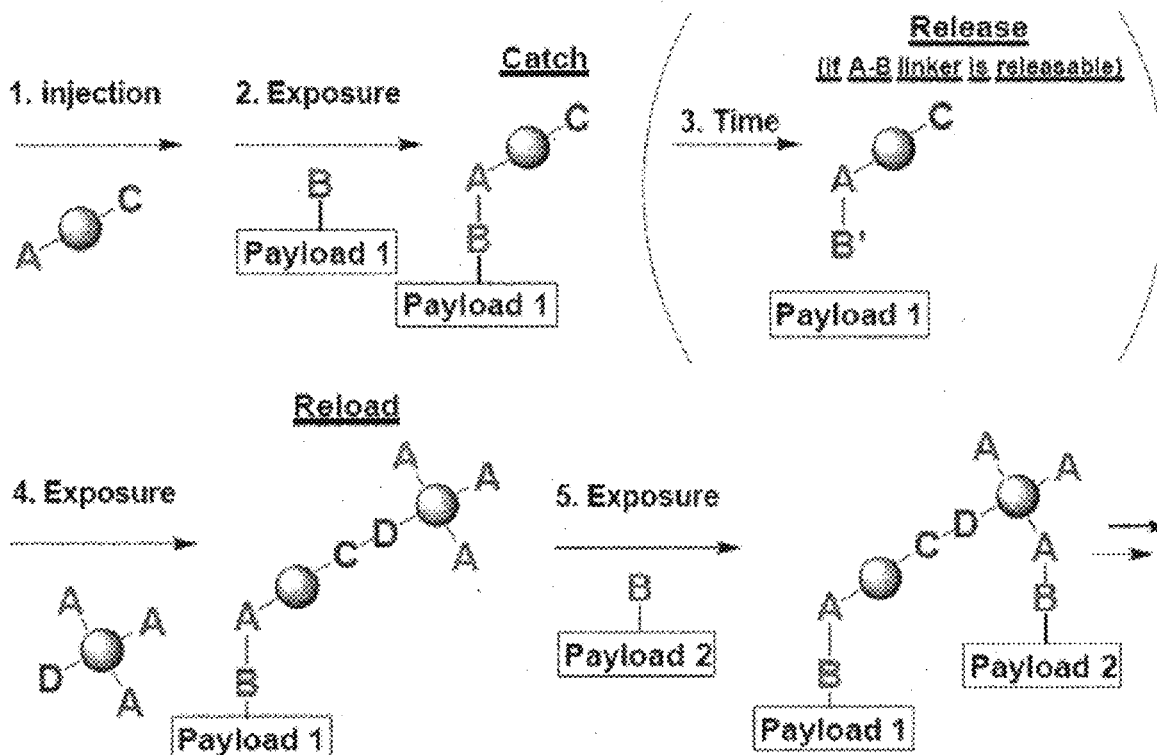 Release
Catch
(if A-B linker is releasable)
1. injection
2. Exposure
3. Time
C
C
B
A
A
C
A
B
B'
Payload 1
Payload 1
Payload 1
Reload
4. Exposure
A
A
D
C
A
A
B
Payload 1
A
A
D
A
5. Exposure
B
Payload 2
A
A
D
C
A
A
B
B
Payload 2
Payload 1